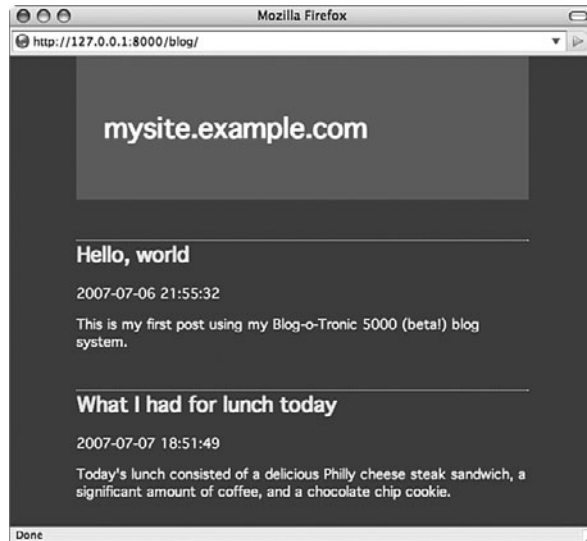 Mozilla Firefox
http://127.0.0.1:8000/blog/
mysite.example.com
Hello, world
2007-07-06 21:55:32
This is my first post using my Blog-o-Tronic 5000 (beta!) blog
system.
What I had for lunch today
2007-07-07 18:51:49
Today's lunch consisted of a delicious Philly cheese steak sandwich, a
significant amount of coffee, and a chocolate chip cookie.
Done